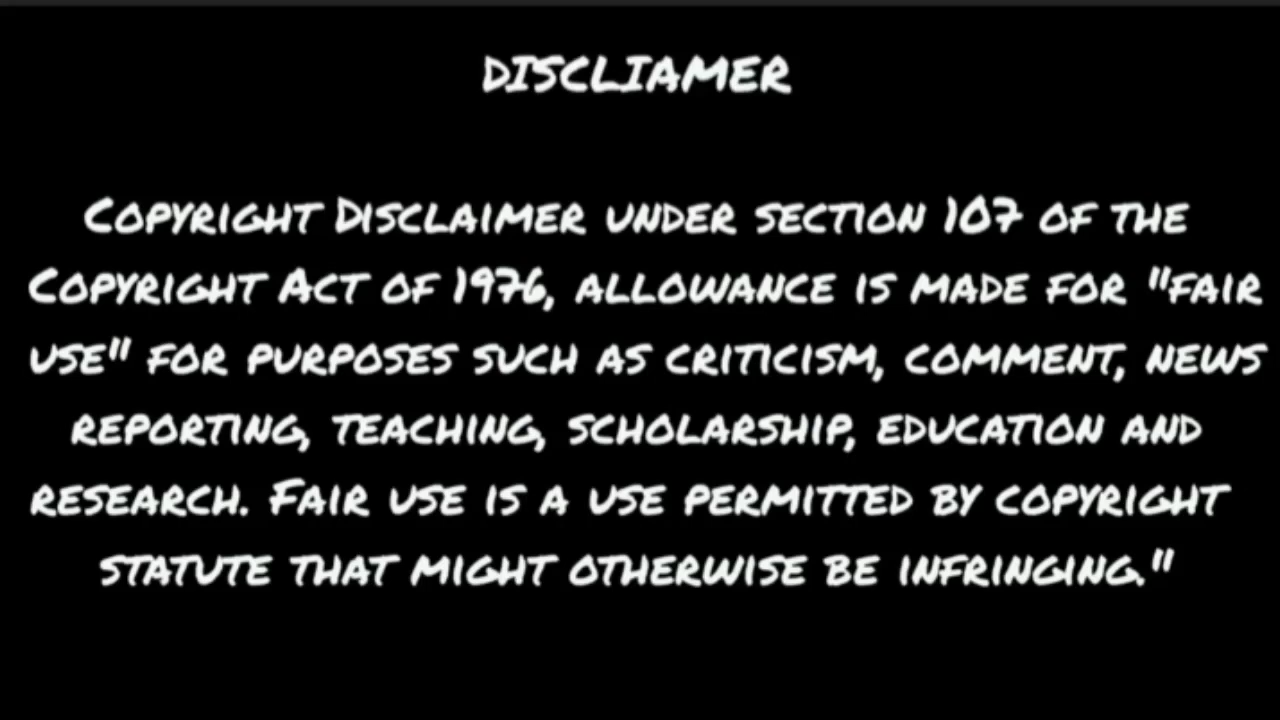 DISCLIAMER
COPYRIGHT DISCLAIMER UNDER SECTION 107 OF THE
COPYRIGHT ACT OF 1976, ALLOWANCE IS MADE FOR "FAIR
USE" FOR PURPOSES SUCH AS CRITICISM, COMMENT, NEWS
REPORTING, TEACHING, SCHOLARSHIP, EDUCATION AND
RESEARCH. FAIR USE IS A USE PERMITTED BY COPYRIGHT
STATUTE THAT MIGHT OTHERWISE BE INFRINGING."